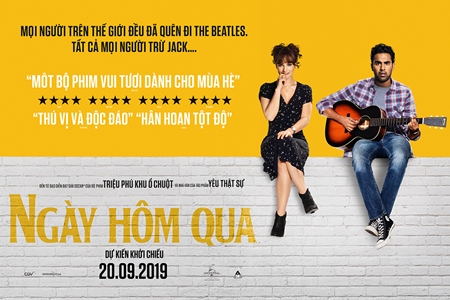 MỌI NGƯỜI TRÊN THẾ GIỚI ĐỀU ĐÃ QUÊN ĐI THE BEATLES.
TẤT CẢ MỌI NGƯỜI TRỪ JACK....
“MỘT BỘ PHIM VUI TƯƠI DÀNH CHO MÙA HÈ”
★★★★ ★★★★ ★★★★
“THÚ VỊ VÀ ĐỘC ĐÁO” “HÂN HOAN TỘT ĐỘ”
TRIỆU PHÚ KHU Ổ CHUỘT YÊU THẬT SỰ
NGÀY HÔM QUA
DỰ KIẾN KHỞI CHIẾU
CGV
20.09.2019